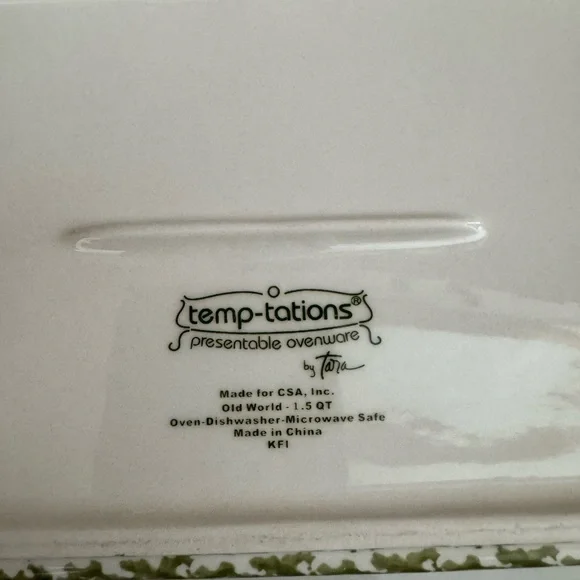 temp-tations®
presentable ovenware
by Tara
Made for CSA, Inc.
Old World - 1.5 QT
Oven-Dishwasher-Microwave Safe
Made in China
KFI